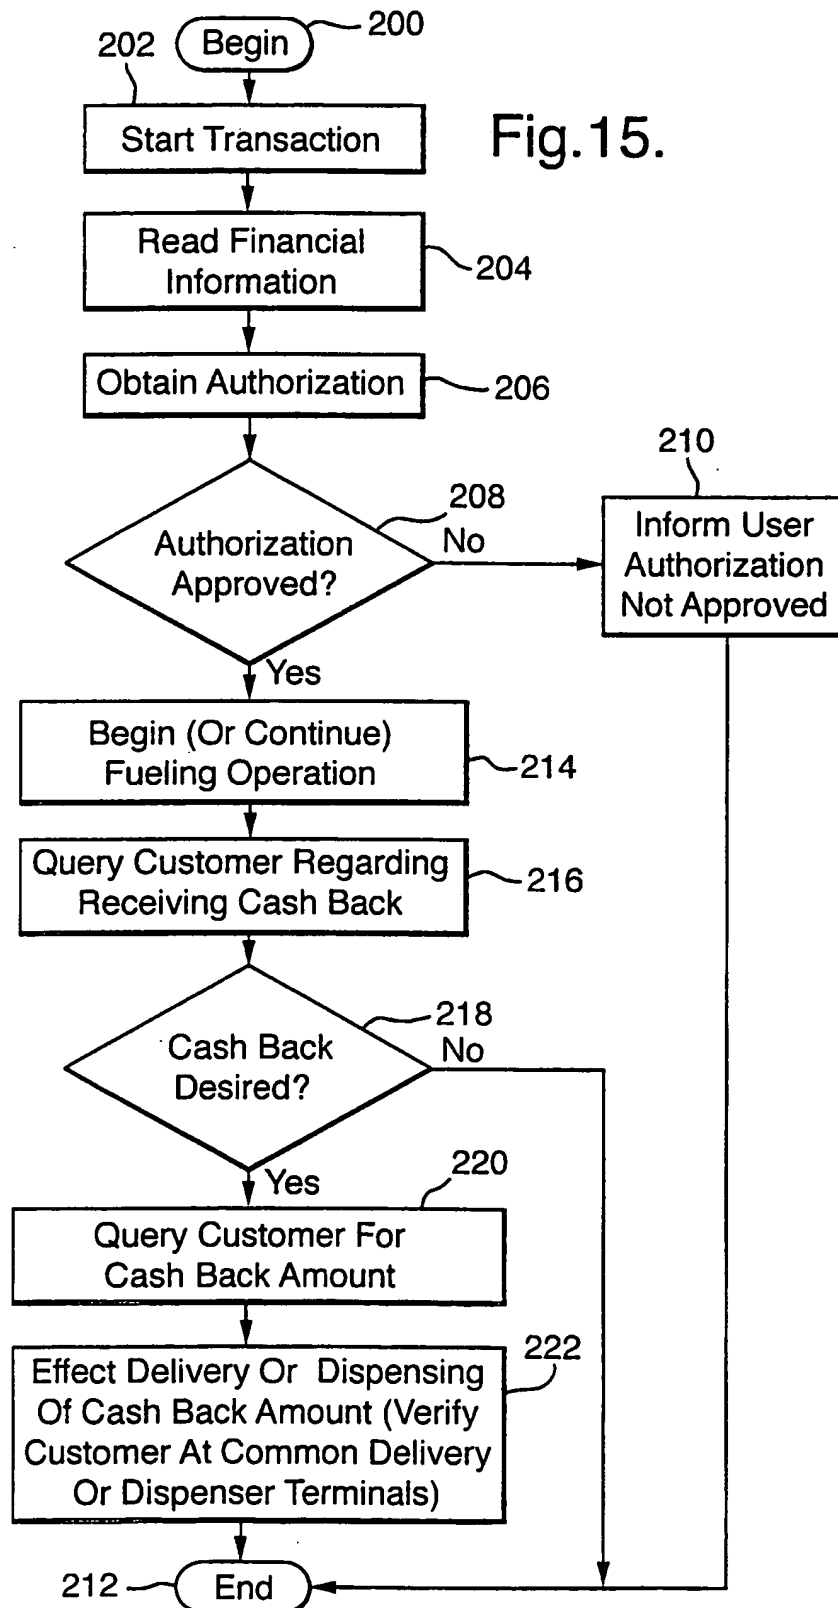 Begin
200
202
Start Transaction
Fig.15.
Read Financial
Information
204
Obtain Authorization
206
208
Authorization
Approved?
No
210
Inform User
Authorization
Not Approved
Yes
Begin (Or Continue)
Fueling Operation
214
Query Customer Regarding
Receiving Cash Back
216
218
Cash Back
Desired?
No
Yes
220
Query Customer For
Cash Back Amount
222
Effect Delivery Or Dispensing
Of Cash Back Amount (Verify
Customer At Common Delivery
Or Dispenser Terminals)
212
End